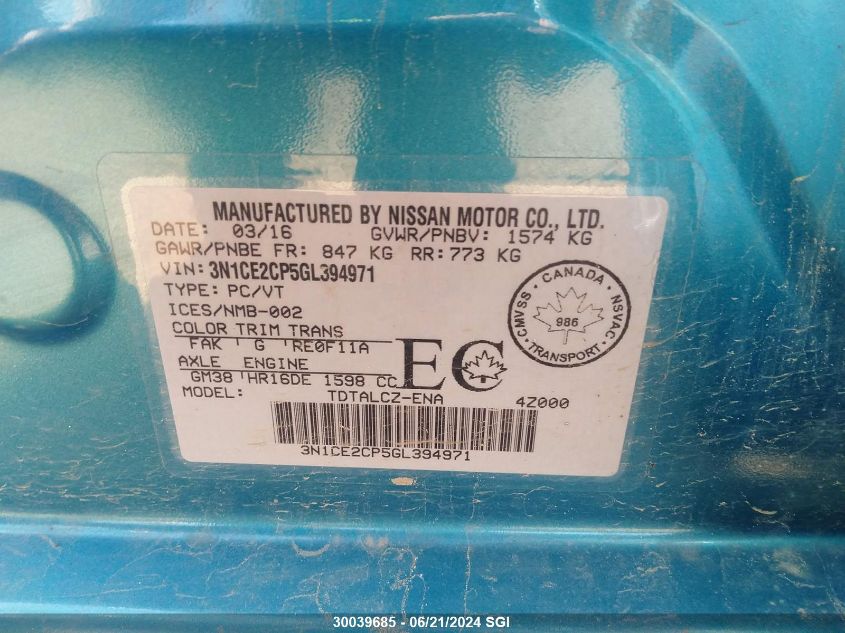 MANUFACTURED BY NISSAN MOTOR CO., LTD.
DATE: 03/16 GVWR/PNBV: 1574 KG
GAWR/PNBE FR: 847 KG RR: 773 KG
VIN: 3N1CE2CP5GL394971
TYPE: PC/VT
ICES/NMB-002
COLOR TRIM TRANS
FAK G RE0F11A
AXLE ENGINE
GM38 HR16DE 1598 CC
EC
MODEL: TDTALCZ-ENA 4Z000
3N1CE2CP5GL394971
CMVSS • CANADA • NSVAC
986
• TRANSPORT •
30039685 - 06/21/2024 SGI